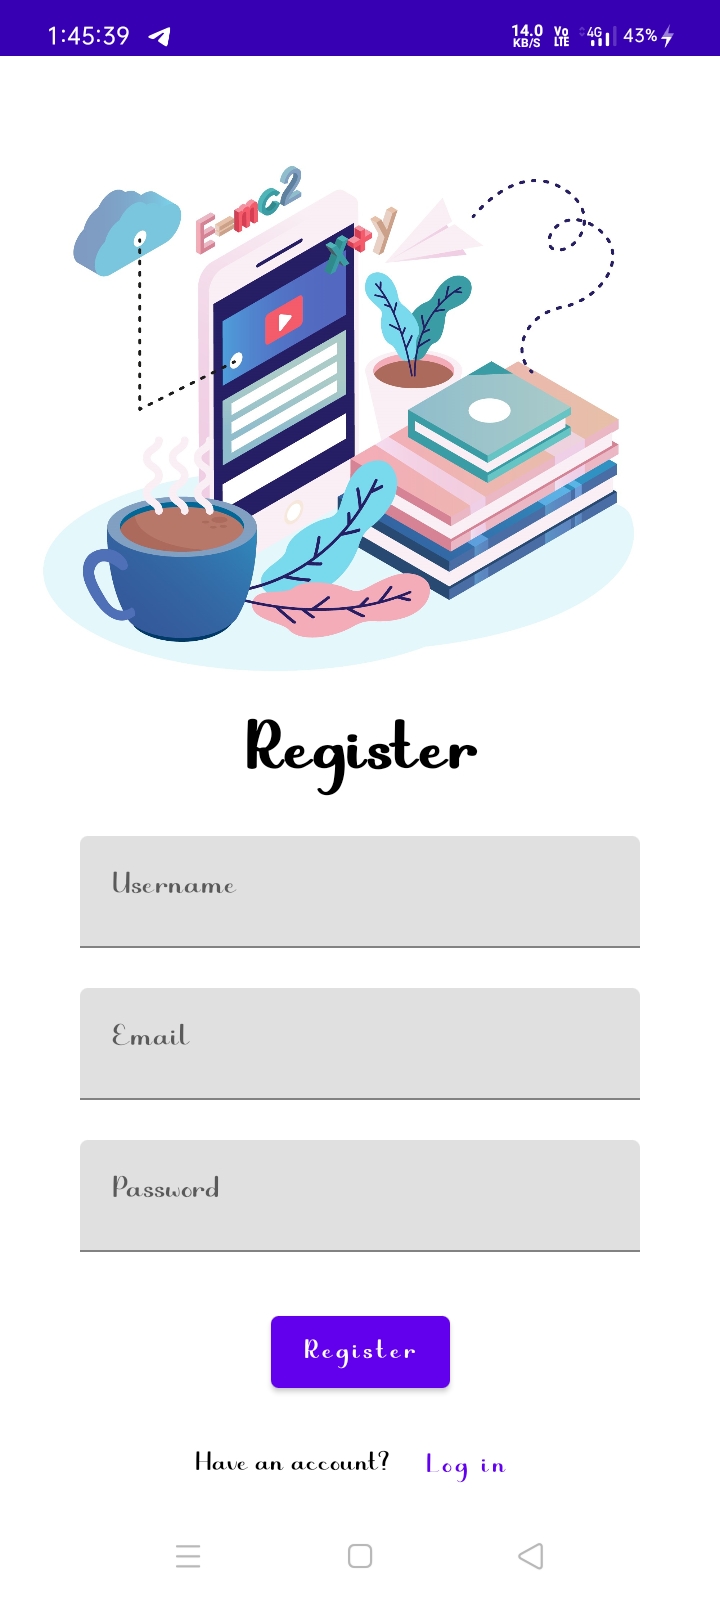 1:45:39 14.0 KB/S Vo LTE 4G 43%
E=mc2
x+y
Register
Username
Email
Password
Register
Have an account? Log in